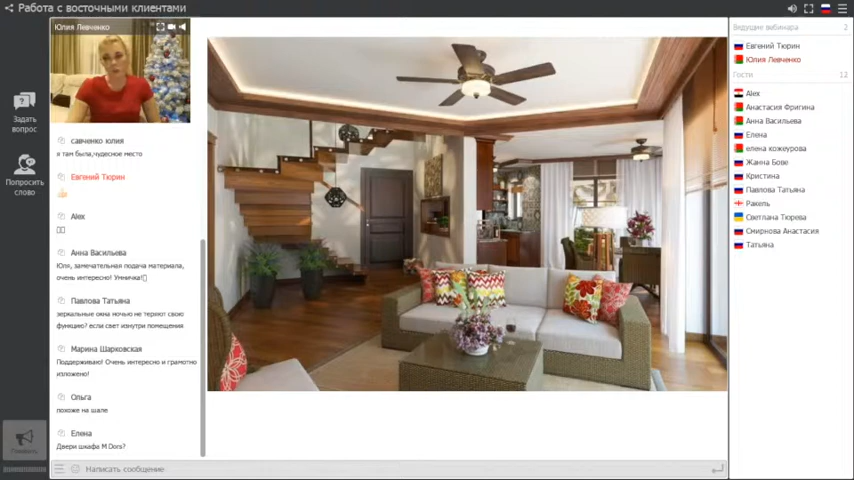 Работа с восточными клиентами
Юлия Левченко
Задать
вопрос
Попросить
слово
савченко юлия
я там была,чудесное место
Евгений Тюрин
Alex
Анна Васильева
Юля, замечательная подача материала,
очень интересно! Умничка!
Павлова Татьяна
зеркальные окна ночью не теряют свою
функцию? если свет изнутри помещения
Марина Шарковская
Поддерживаю! Очень интересно и грамотно
изложено!
Ольга
похоже на шале
Елена
Двери шкафа M.Dors?
Написать сообщение
Ведущие вебинара 2
Евгений Тюрин
Юлия Левченко
Гости 12
Alex
Анастасия Фригина
Анна Васильева
Елена
елена кожеурова
Жанна Бове
Кристина
Павлова Татьяна
Ракель
Светлана Тюрева
Смирнова Анастасия
Татьяна